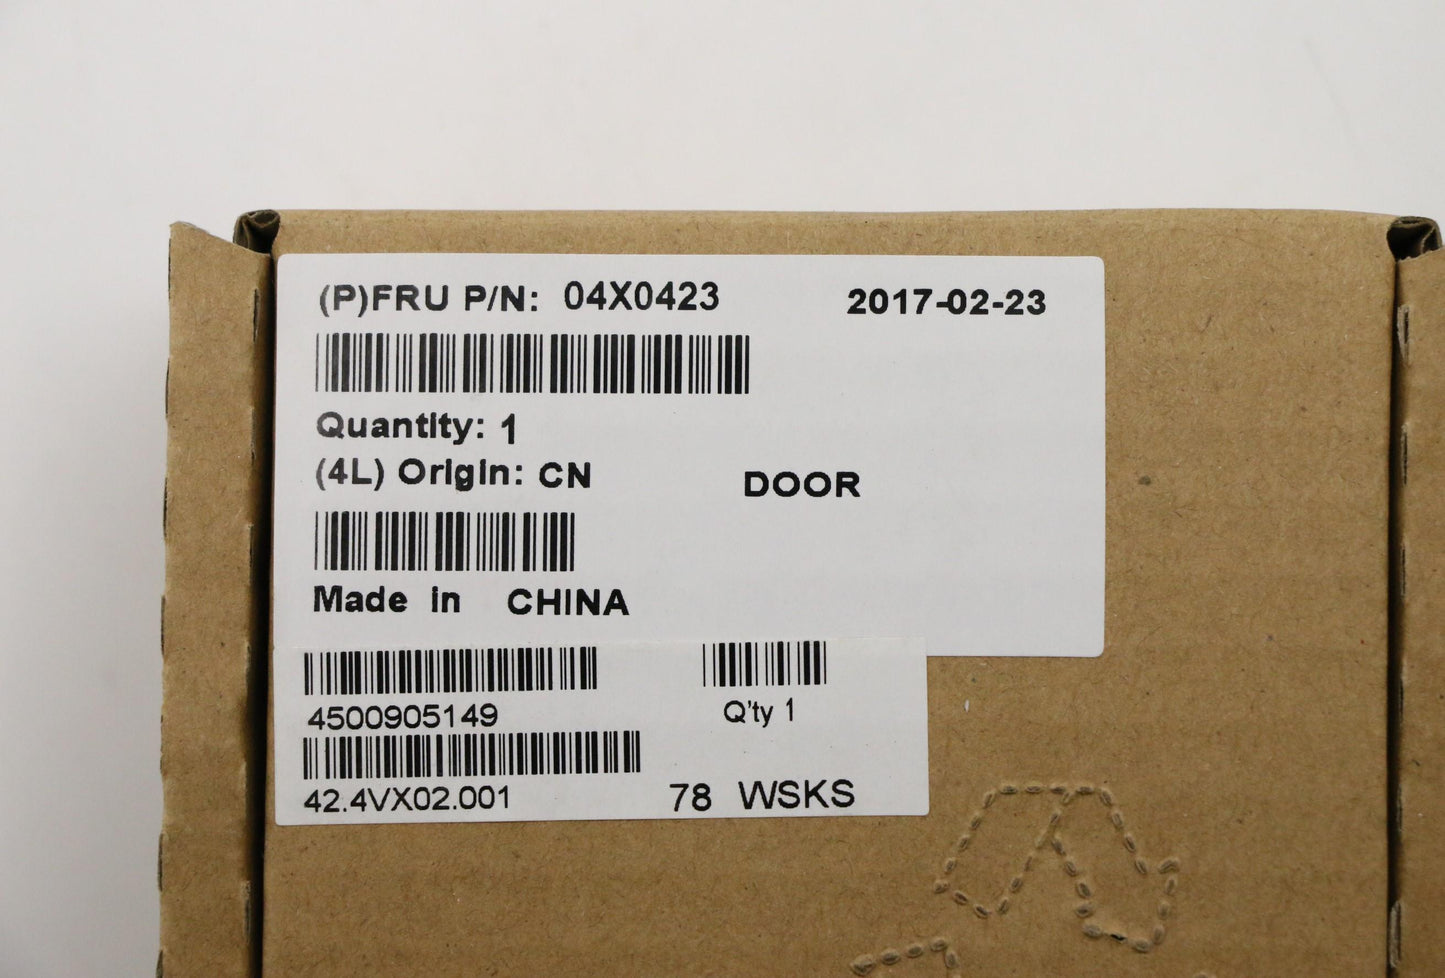 (P)FRU P/N: 04X0423 2017-02-23
Quantity: 1
(4L) Origin: CN
DOOR
Made in CHINA
4500905149 Q'ty 1
42.4VX02.001 78 WSKS